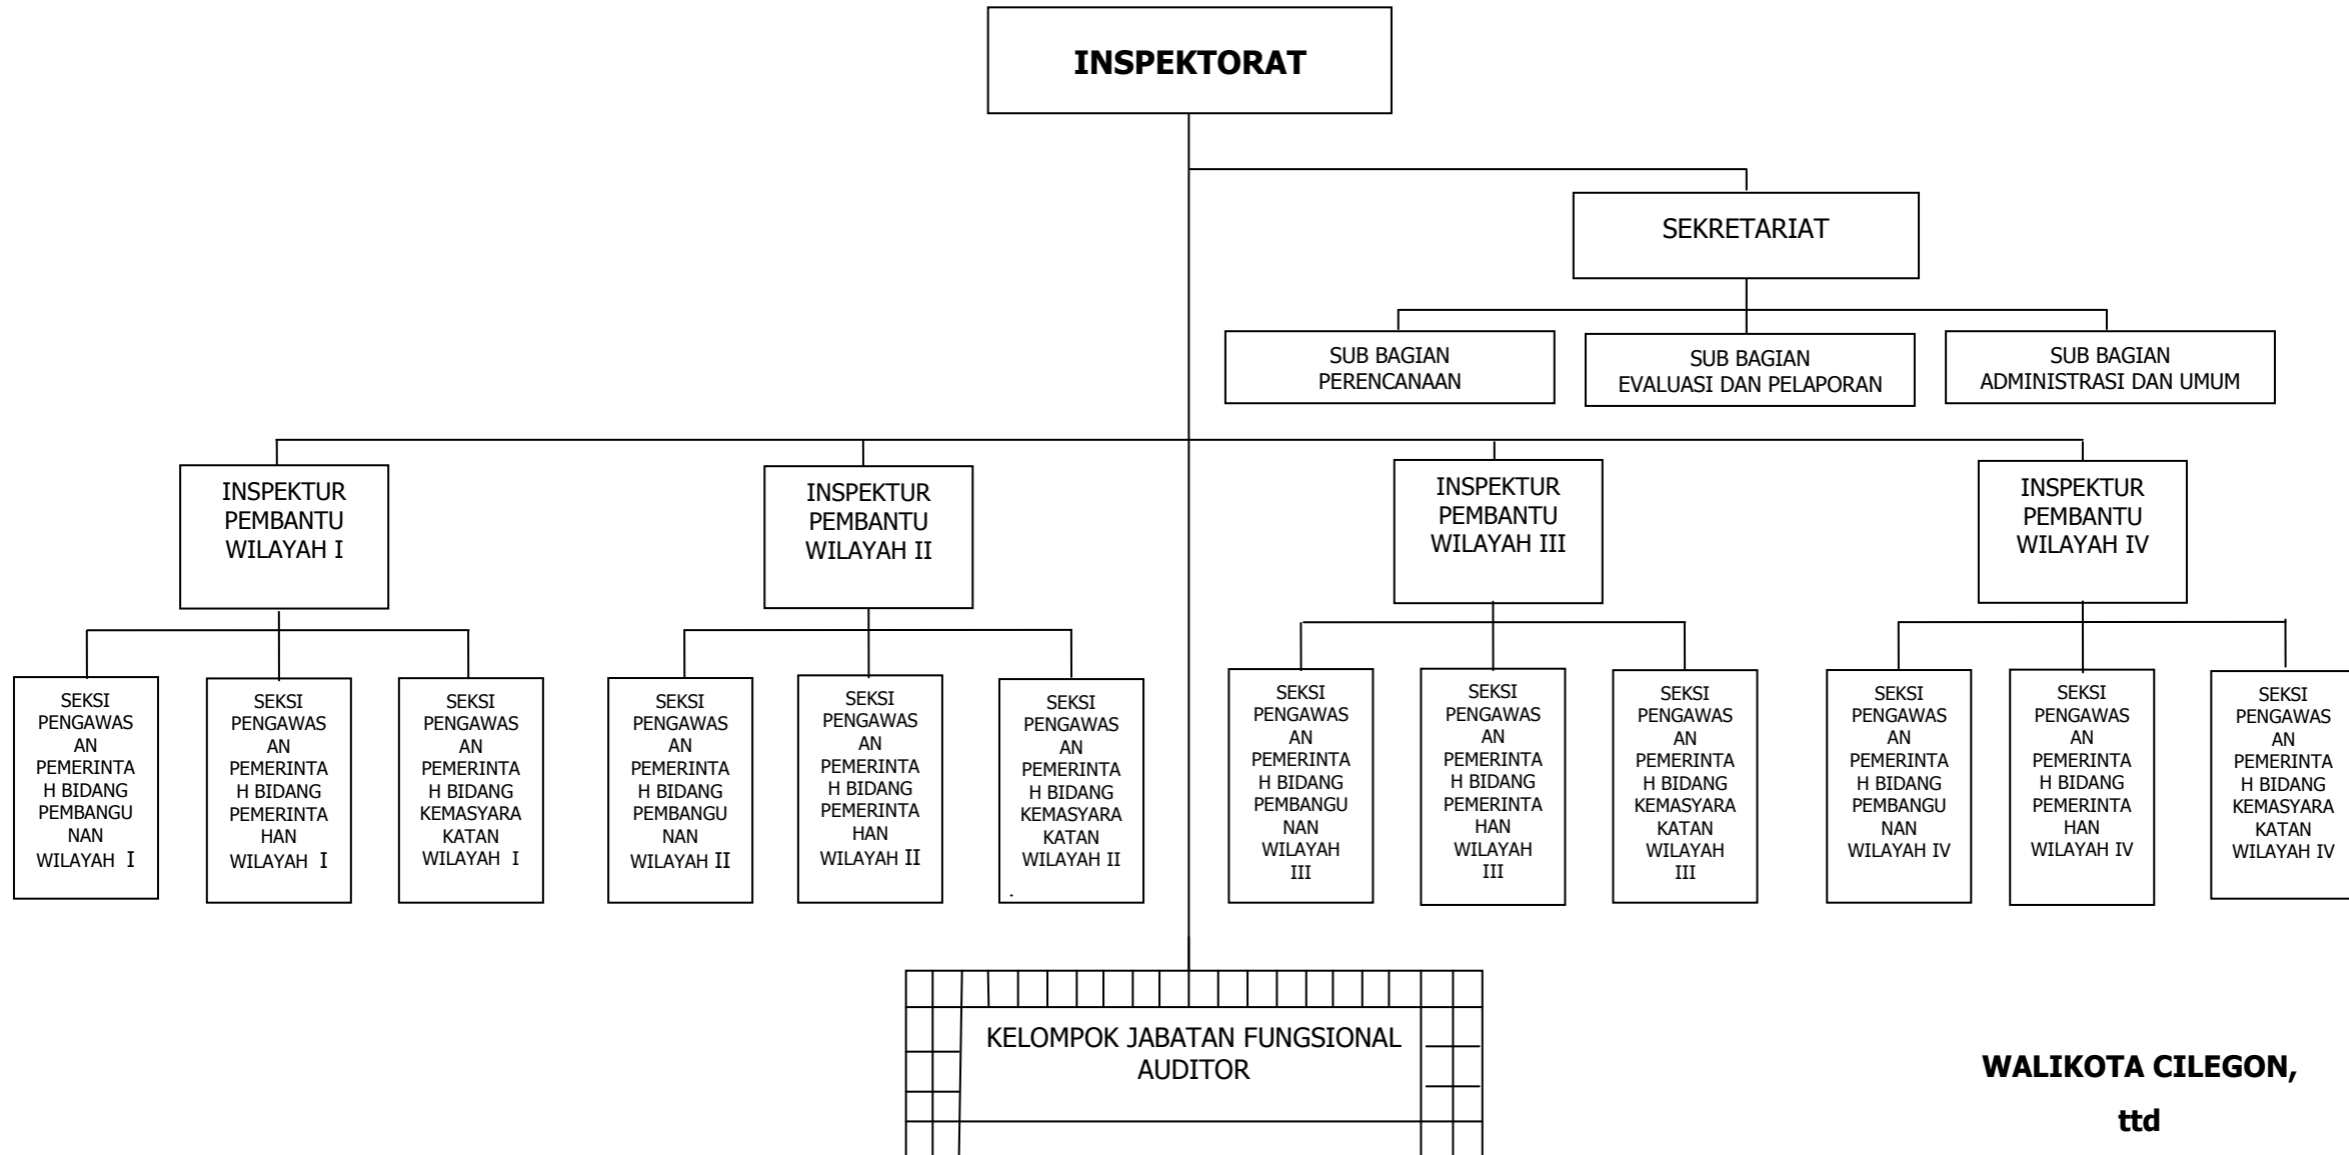 INSPEKTORAT
SEKRETARIAT
SUB BAGIAN
PERENCANAAN
SUB BAGIAN
EVALUASI DAN PELAPORAN
SUB BAGIAN
ADMINISTRASI DAN UMUM
INSPEKTUR
PEMBANTU
WILAYAH I
INSPEKTUR
PEMBANTU
WILAYAH II
INSPEKTUR
PEMBANTU
WILAYAH III
INSPEKTUR
PEMBANTU
WILAYAH IV
SEKSI
PENGAWAS
AN
PEMERINTA
H BIDANG
PEMBANGU
NAN
WILAYAH I
SEKSI
PENGAWAS
AN
PEMERINTA
H BIDANG
PEMERINTA
HAN
WILAYAH I
SEKSI
PENGAWAS
AN
PEMERINTA
H BIDANG
KEMASYARA
KATAN
WILAYAH I
SEKSI
PENGAWAS
AN
PEMERINTA
H BIDANG
PEMBANGU
NAN
WILAYAH II
SEKSI
PENGAWAS
AN
PEMERINTA
H BIDANG
PEMERINTA
HAN
WILAYAH II
SEKSI
PENGAWAS
AN
PEMERINTA
H BIDANG
KEMASYARA
KATAN
WILAYAH II
.
SEKSI
PENGAWAS
AN
PEMERINTA
H BIDANG
PEMBANGU
NAN
WILAYAH
III
SEKSI
PENGAWAS
AN
PEMERINTA
H BIDANG
PEMERINTA
HAN
WILAYAH
III
SEKSI
PENGAWAS
AN
PEMERINTA
H BIDANG
KEMASYARA
KATAN
WILAYAH
III
SEKSI
PENGAWAS
AN
PEMERINTA
H BIDANG
PEMBANGU
NAN
WILAYAH IV
SEKSI
PENGAWAS
AN
PEMERINTA
H BIDANG
PEMERINTA
HAN
WILAYAH IV
SEKSI
PENGAWAS
AN
PEMERINTA
H BIDANG
KEMASYARA
KATAN
WILAYAH IV
KELOMPOK JABATAN FUNGSIONAL
AUDITOR
WALIKOTA CILEGON,
ttd